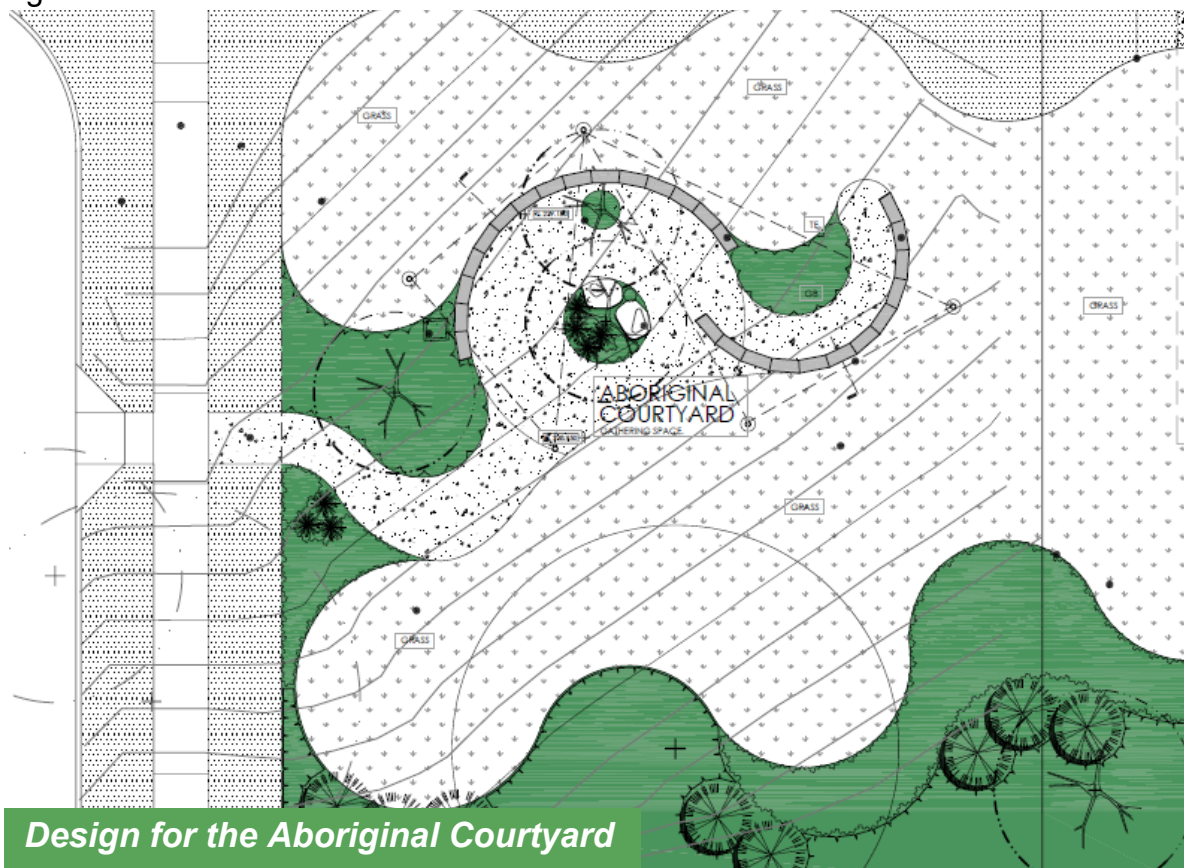 GRASS
GRASS
TE
GB
GRASS
ABORIGINAL
COURTYARD
GATHERING SPACE
GRASS
GRASS
Design for the Aboriginal Courtyard